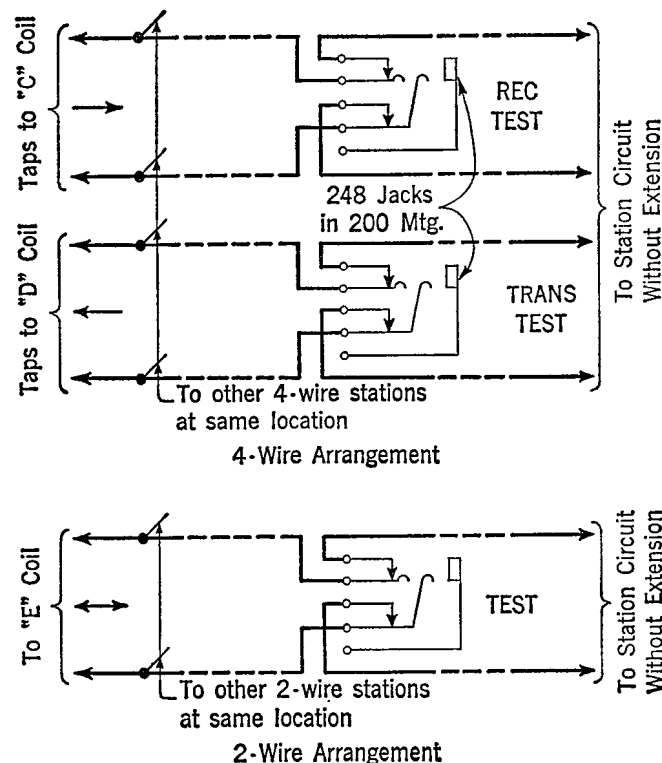 Taps to "C" Coil
REC
TEST
248 Jacks
in 200 Mtg.
Taps to "D" Coil
TRANS
TEST
To Station Circuit
Without Extension
To other 4-wire stations
at same location
4-Wire Arrangement
To "E" Coil
TEST
To Station Circuit
Without Extension
To other 2-wire stations
at same location
2-Wire Arrangement